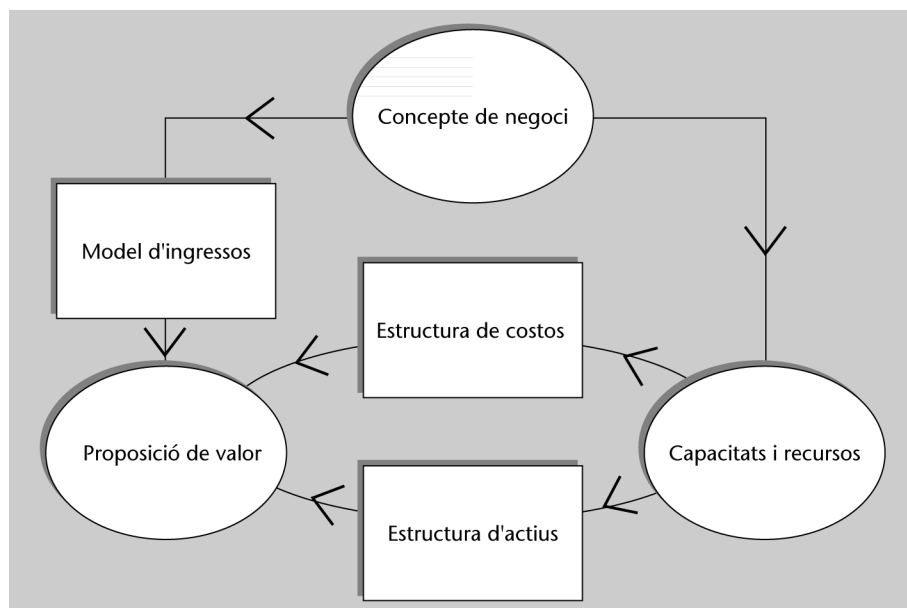 Concepte de negoci
Model d'ingressos
Estructura de costos
Proposició de valor
Capacitats i recursos
Estructura d'actius